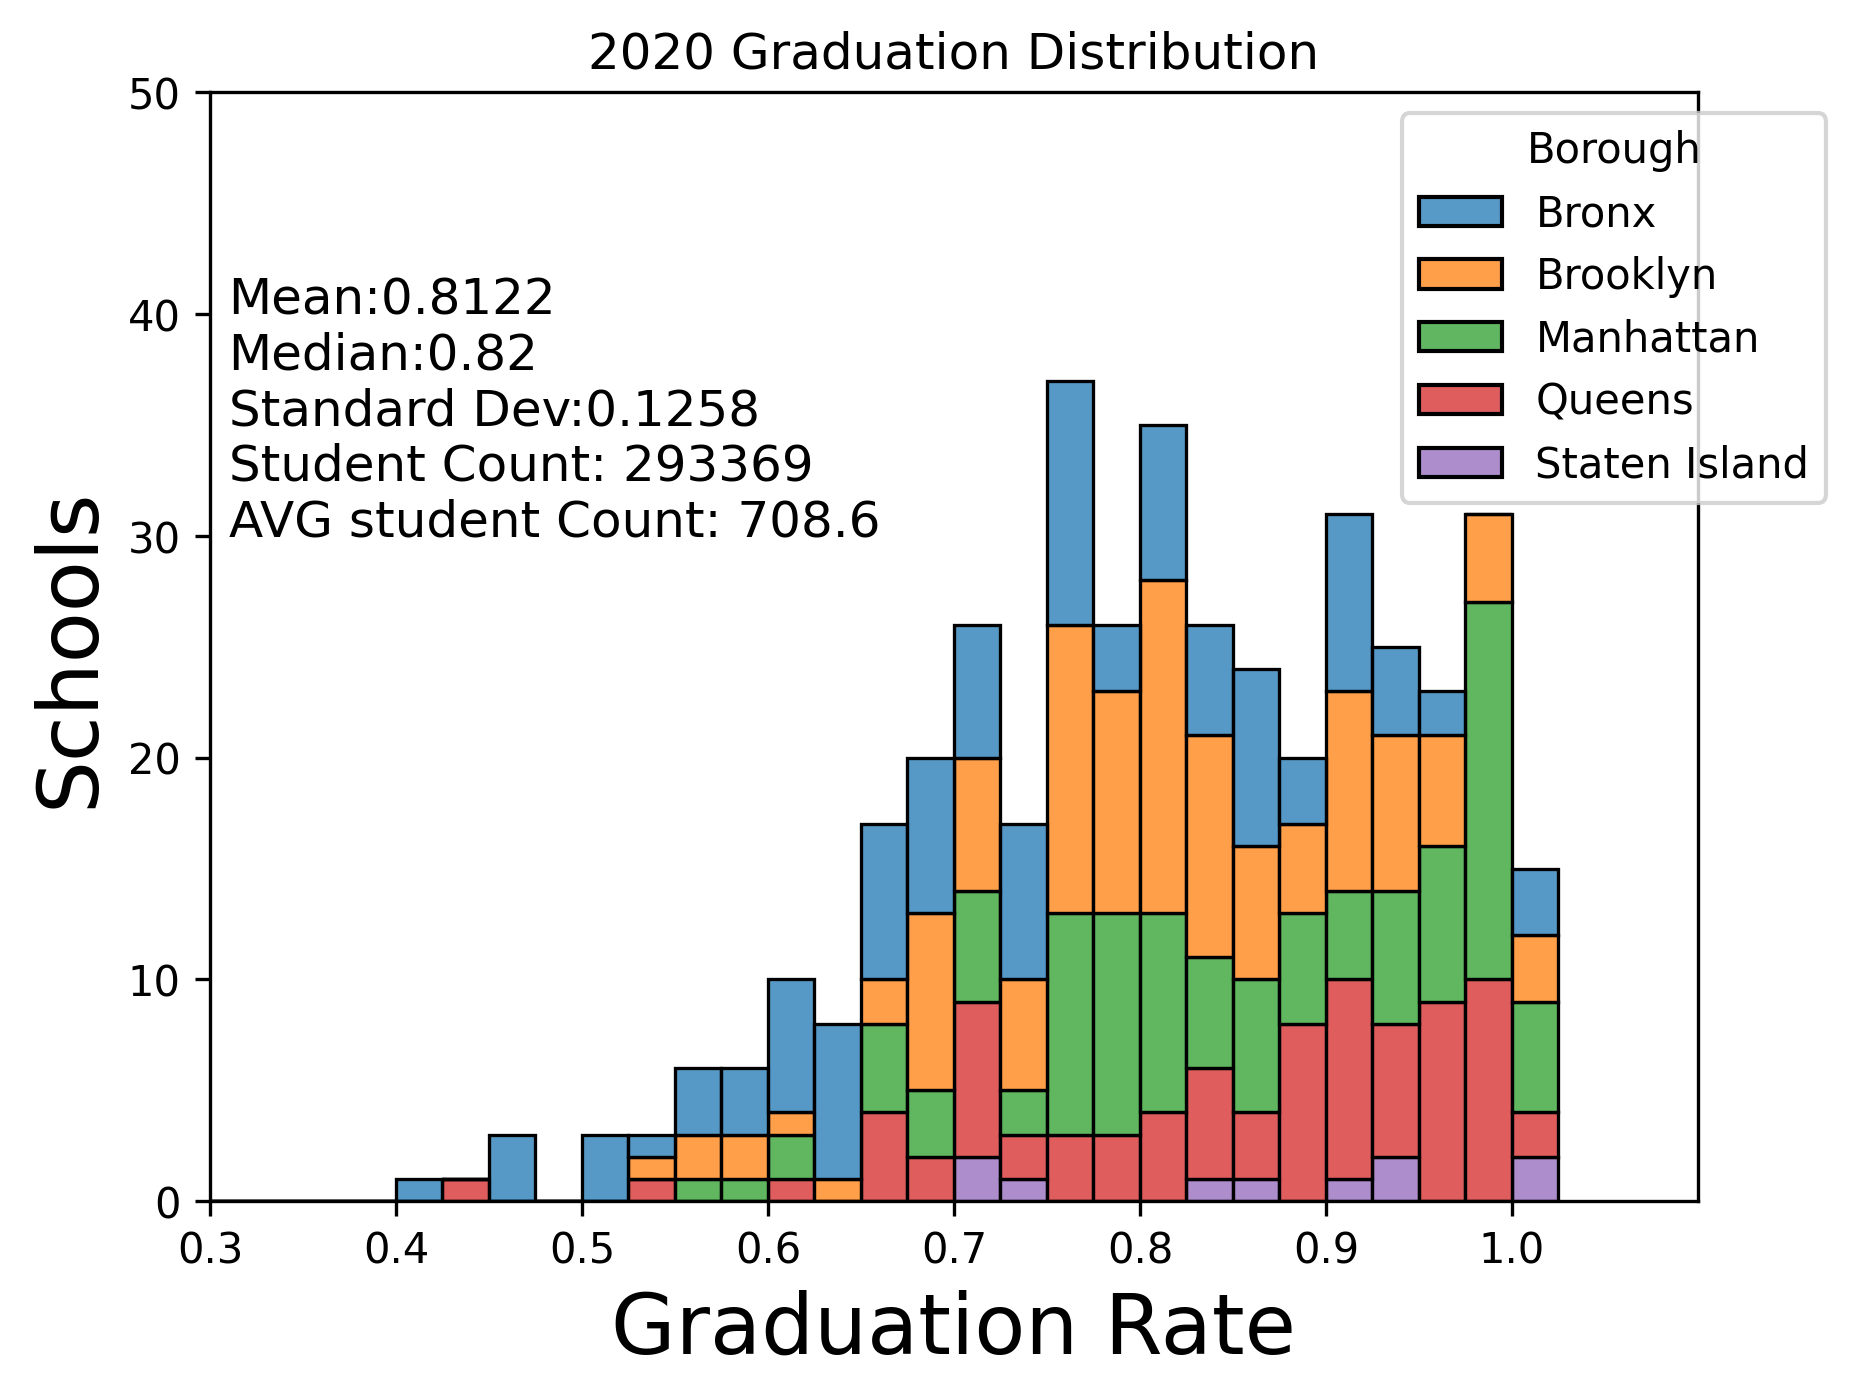 2020 Graduation Distribution
50
40
30
20
10
0
Schools
Mean:0.8122
Median:0.82
Standard Dev:0.1258
Student Count: 293369
AVG student Count: 708.6
Borough
Bronx
Brooklyn
Manhattan
Queens
Staten Island
0.3 0.4 0.5 0.6 0.7 0.8 0.9 1.0
Graduation Rate